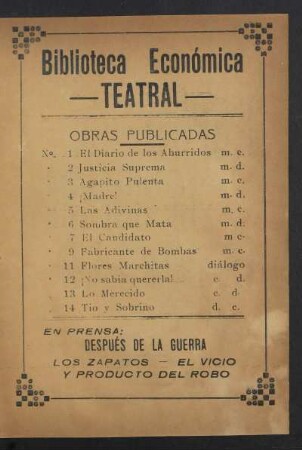 Biblioteca Económica
—TEATRAL—
OBRAS PUBLICADAS
No. 1 El Diario de los Aburridos m. c.
" 2 Justicia Suprema m. d.
" 3 Agapito Pulenta m. c.
" 4 ¡Madre! m. d.
" 5 Las Adivinas m. c.
" 6 Sombra que Mata m. d.
" 7 El Candidato m c.
" 9 Fabricante de Bombas m. c.
" 11 Flores Marchitas diálogo
" 12 ¡No sabía quererla!... c. d.
" 13 Lo Merecido c. d.
" 14 Tío y Sobrino d. c.
EN PRENSA:
DESPUÉS DE LA GUERRA
LOS ZAPATOS — EL VICIO
Y PRODUCTO DEL ROBO